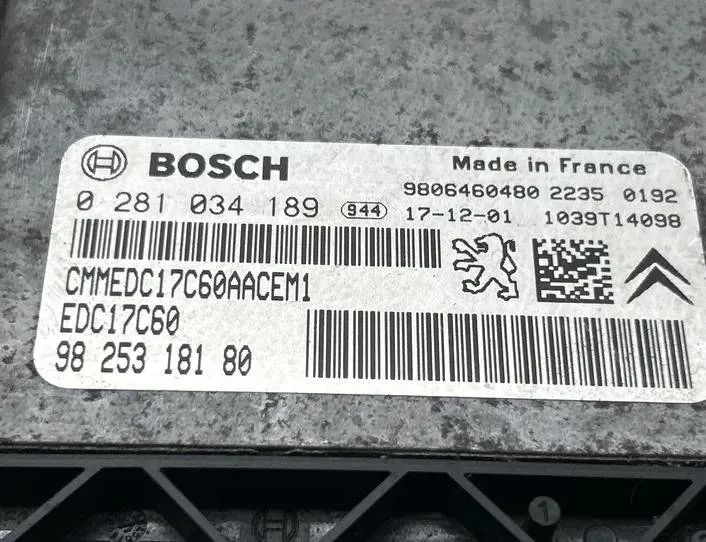 BOSCH
Made in France
9806460480 2235 0192
0 281 034 189 944 17-12-01 1039T14098
CMMEDC17C60AACEM1
EDC17C60
98 253 181 80
1